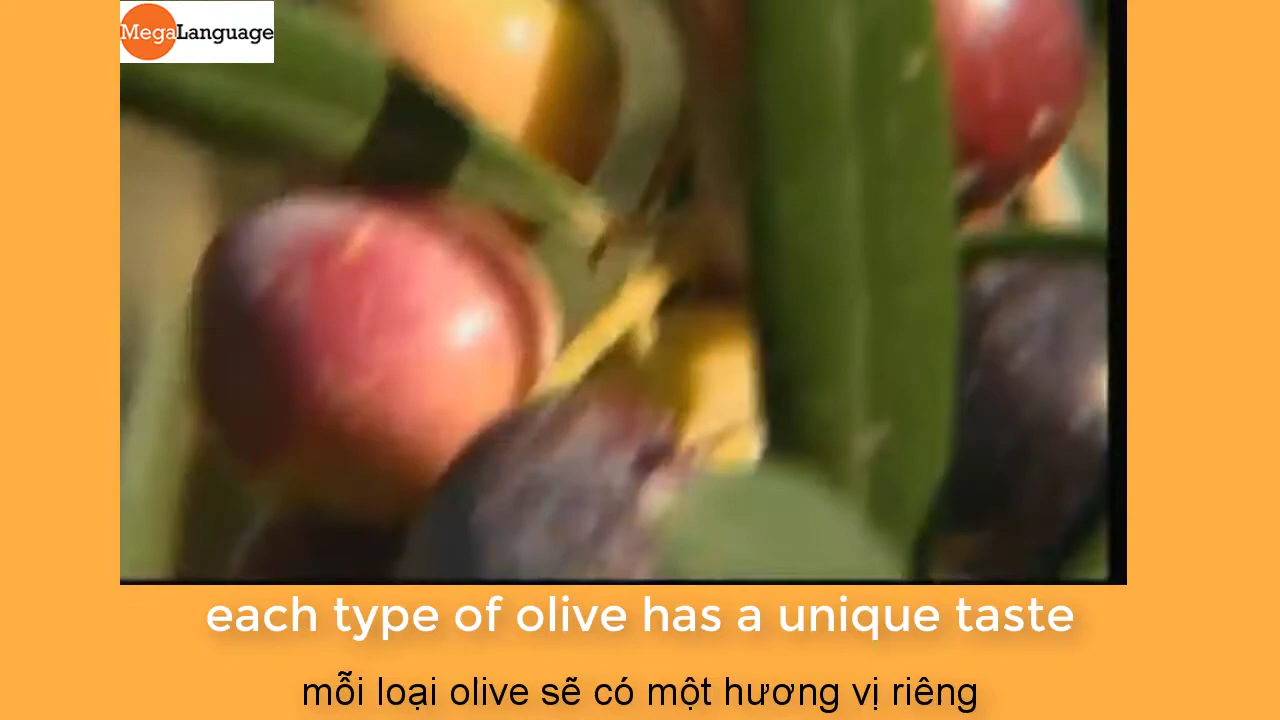 MegaLanguage
each type of olive has a unique taste
mỗi loại olive sẽ có một hương vị riêng